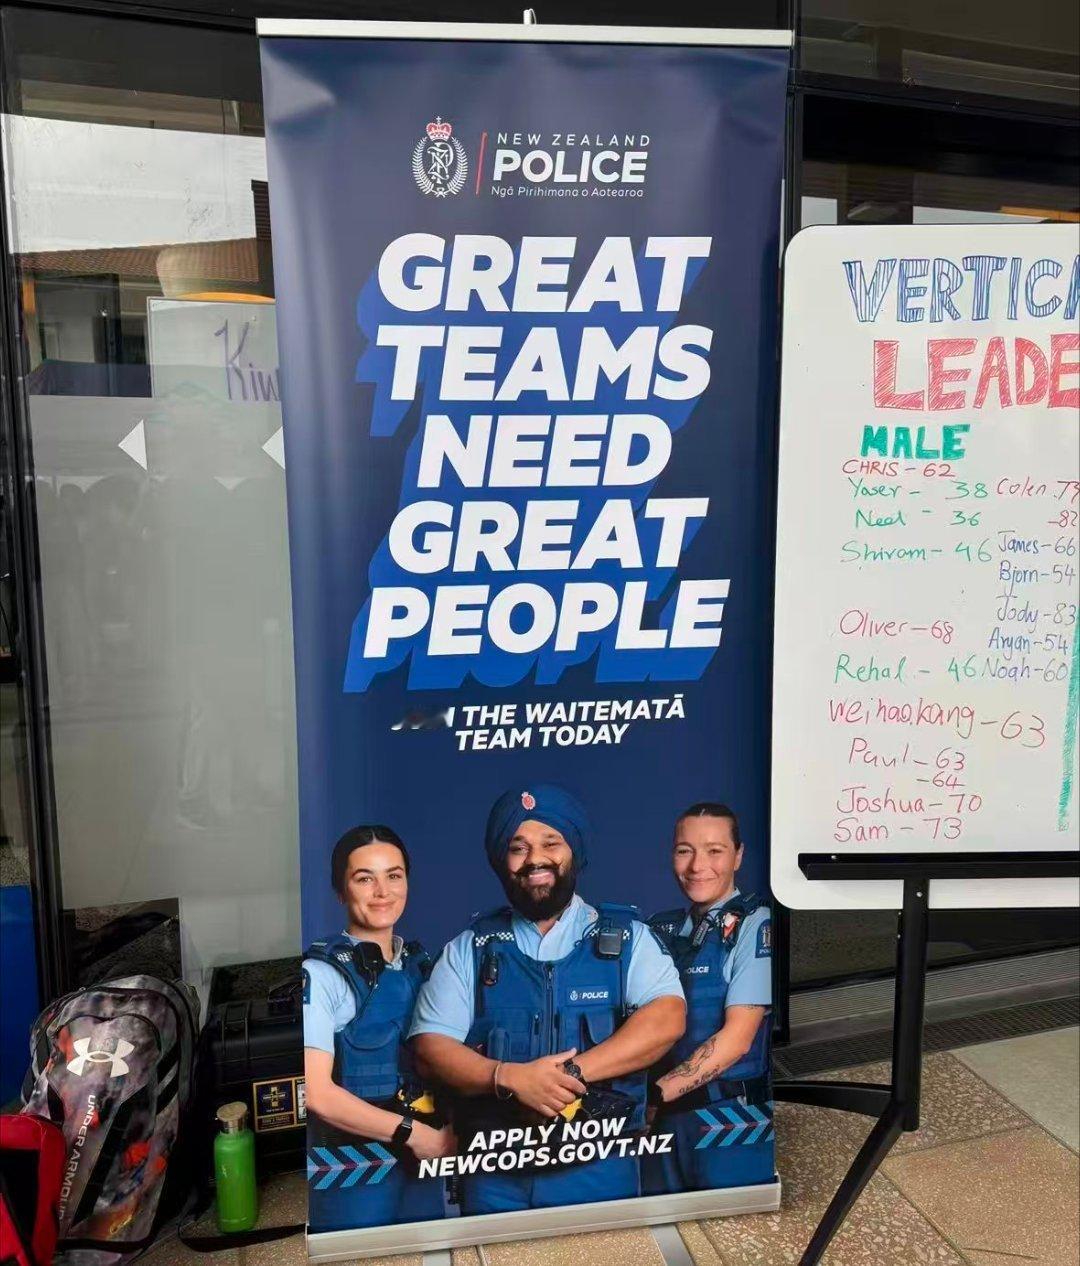 NEW ZEALAND
POLICE
Ngā Pirihimana o Aotearoa
GREAT
TEAMS
NEED
GREAT
PEOPLE
THE WAITEMATĀ
TEAM TODAY
POLICE
POLICE
APPLY NOW
NEWCOPS.GOVT.NZ
UNDER ARMOUR
VERTICA
LEADE
MALE
CHRIS - 62
Yaser - 38
Neel - 36
Shivam - 46
Oliver - 68
Rehal - 46
Weihaokang - 63
Paul - 63
- 64
Joshua - 70
Sam - 73
Colen
- 82
James - 66
Bjorn - 54
Jody - 83
Aryan - 54
Noah - 60